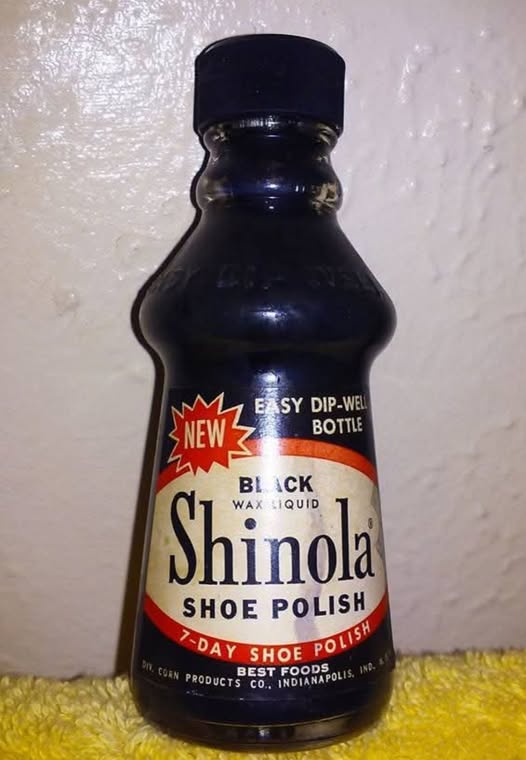 EASY DIP-WELL
BOTTLE
NEW
BLACK
WAX LIQUID
Shinola®
SHOE POLISH
7-DAY SHOE POLISH
BEST FOODS
DIV. CORN PRODUCTS CO., INDIANAPOLIS, IND.